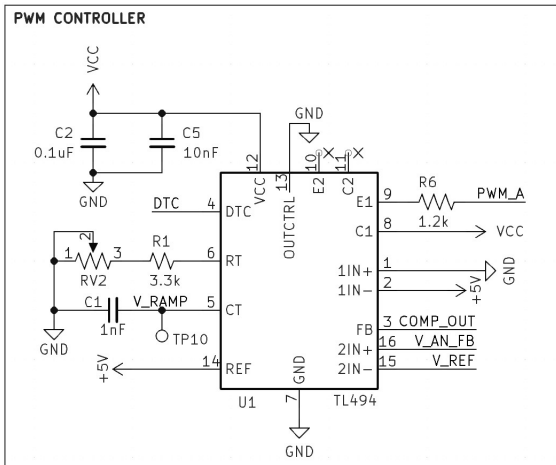 PWM CONTROLLER
VCC
C2
0.1uF
C5
10nF
GND
GND
12
VCC
13
OUTCTRL
10
E2
11
C2
DTC 4 DTC
E1 9 R6 PWM_A
1.2k
C1 8 VCC
1 2 3 R1 6 RT
RV2 3.3k
1IN+ 1 GND
1IN- 2 +5V
C1 V_RAMP 5 CT
1nF
TP10
GND
FB 3 COMP_OUT
2IN+ 16 V_AN_FB
2IN- 15 V_REF
+5V 14 REF
GND
7
U1 TL494
GND